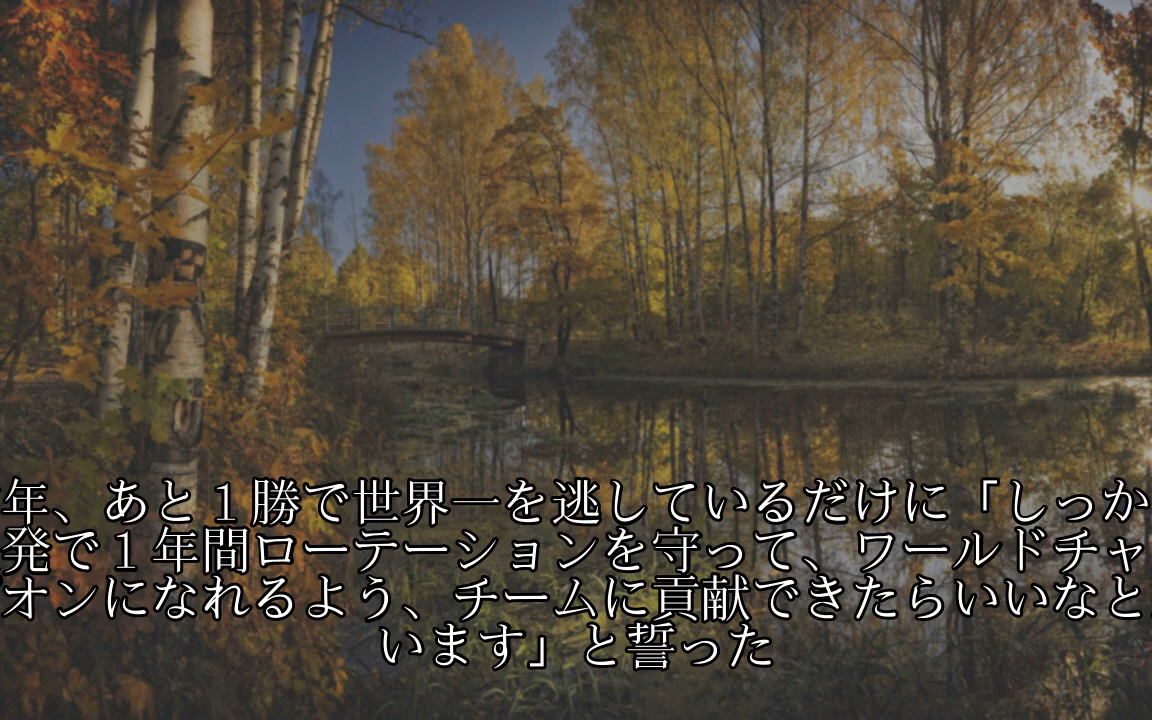 年、あと１勝で世界一を逃しているだけに「しっか
発で１年間ローテーションを守って、ワールドチャ
オンになれるよう、チームに貢献できたらいいなと
います」と誓った